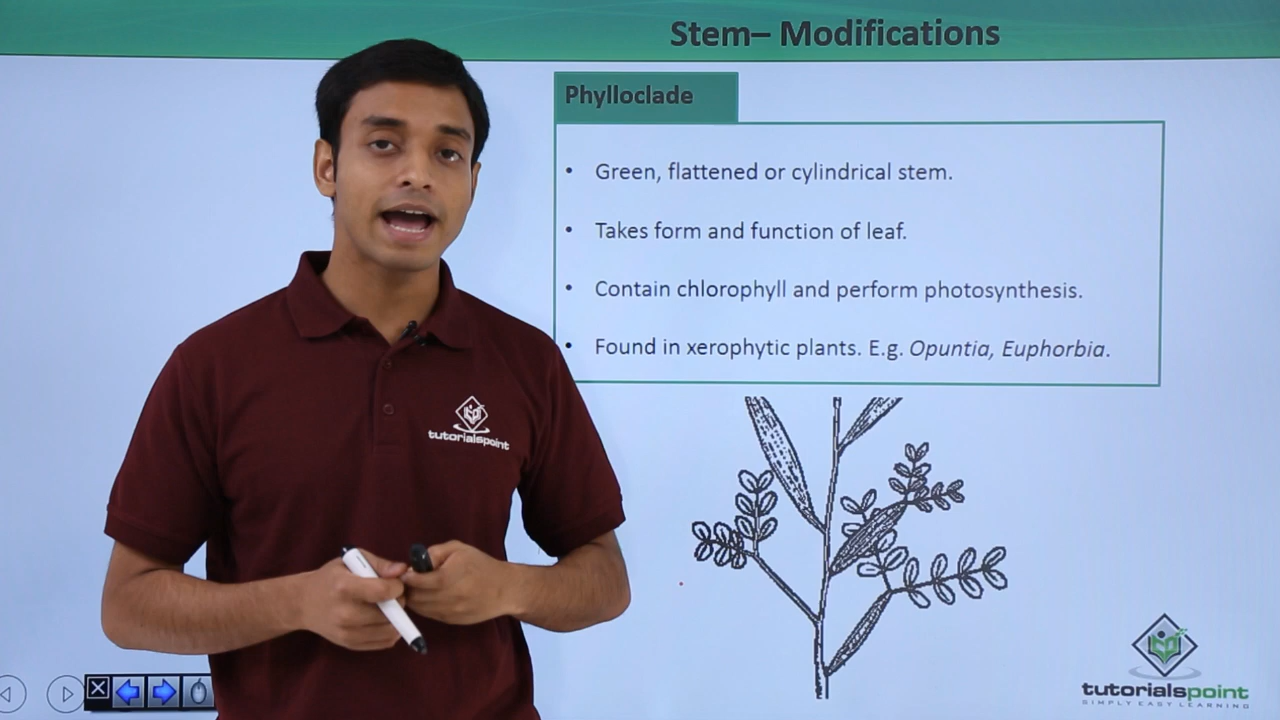 Stem– Modifications
Phylloclade
• Green, flattened or cylindrical stem.
• Takes form and function of leaf.
• Contain chlorophyll and perform photosynthesis.
• Found in xerophytic plants. E.g. Opuntia, Euphorbia.
tutorialspoint
tutorialspoint
SIMPLY EASY LEARNING